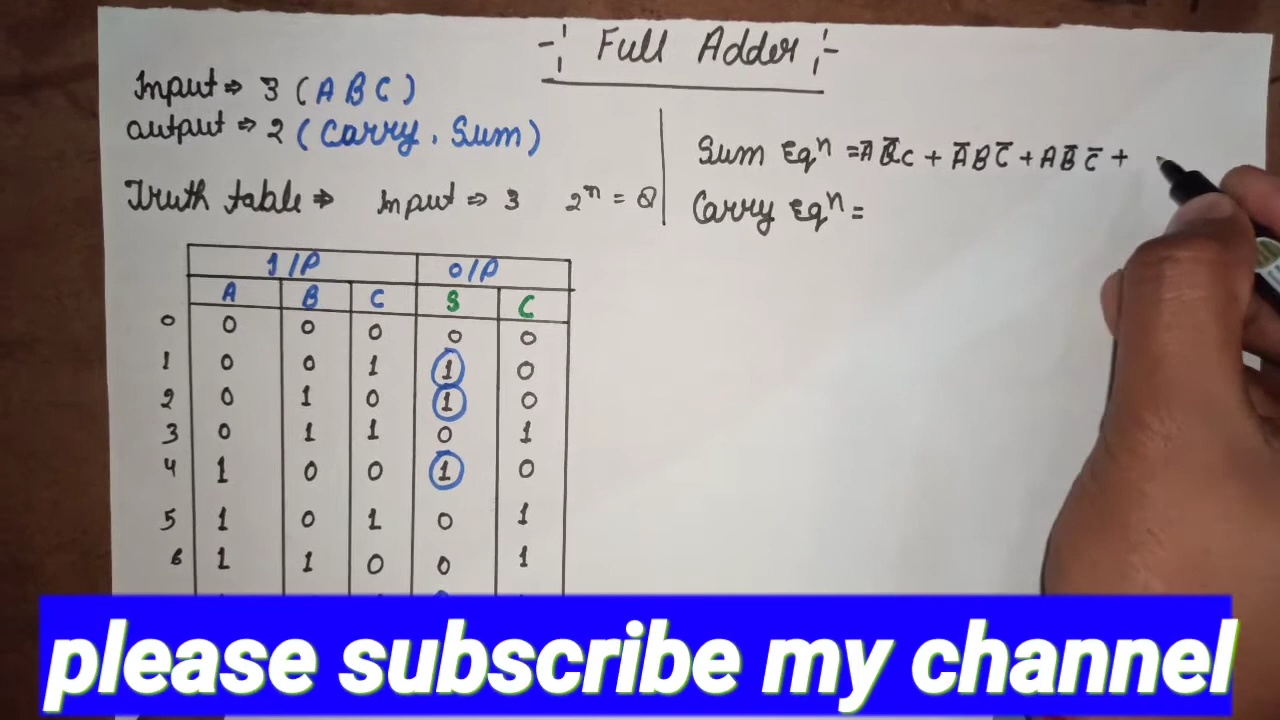 Full Adder
Input ⇒ 3 (A B C)
output ⇒ 2 (Carry, Sum)
Truth table ⇒ Input ⇒ 3 2ⁿ = 8
Sum Eqⁿ = A̅ B̅ C + A̅ B C̅ + A B̅ C̅ +
Carry Eqⁿ =
I/P O/P
A B C S C
0 0 0 0 0 0
1 0 0 1 1 0
2 0 1 0 1 0
3 0 1 1 0 1
4 1 0 0 1 0
5 1 0 1 0 1
6 1 1 0 0 1
please subscribe my channel